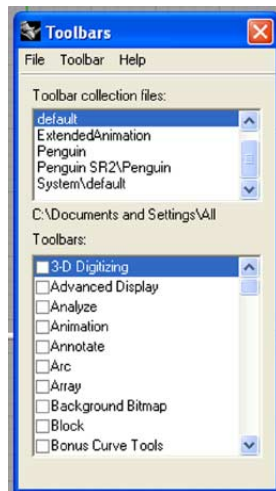 Toolbars
File Toolbar Help
Toolbar collection files:
default
ExtendedAnimation
Penguin
Penguin SR2\Penguin
System\default
C:\Documents and Settings\All
Toolbars:
3-D Digitizing
Advanced Display
Analyze
Animation
Annotate
Arc
Array
Background Bitmap
Block
Bonus Curve Tools